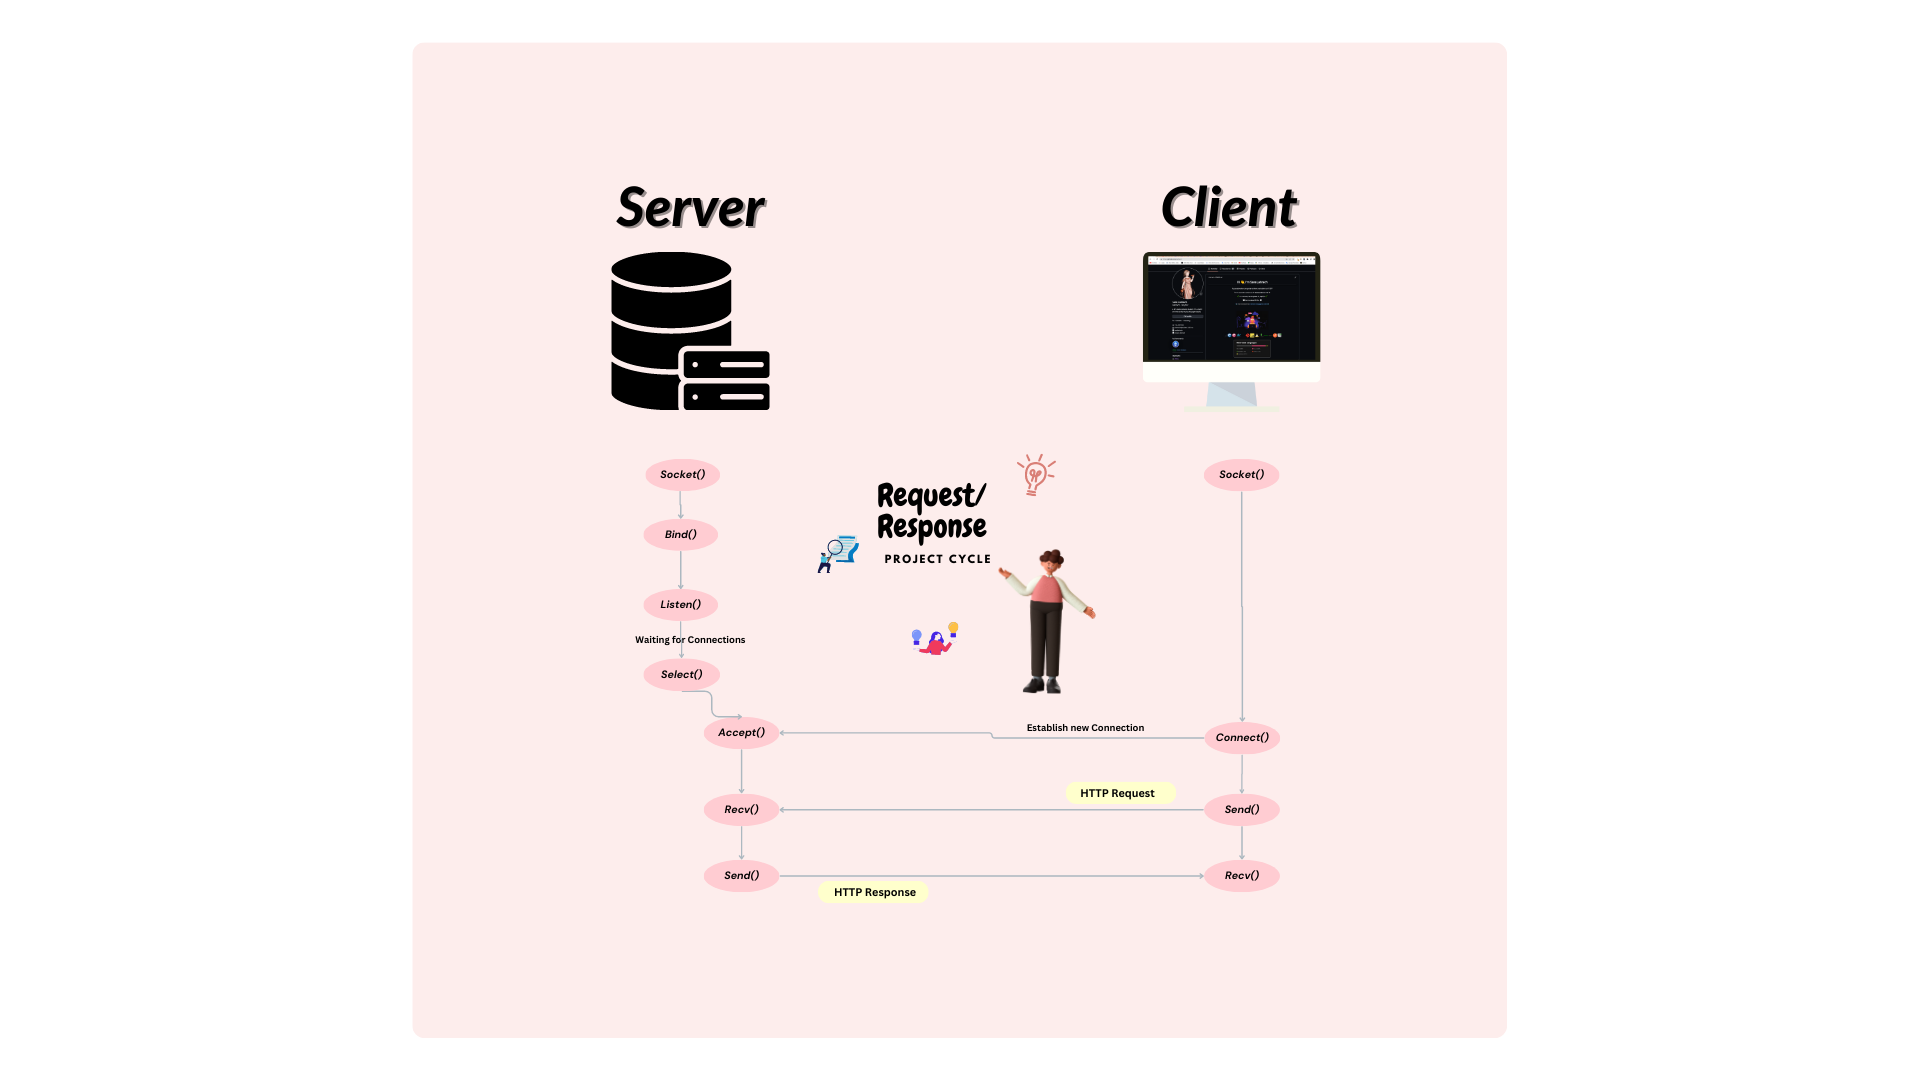 Server
Client
Socket()
Socket()
Request/
Response
PROJECT CYCLE
Bind()
Listen()
Waiting for Connections
Select()
Accept()
Establish new Connection
Connect()
HTTP Request
Recv()
Send()
Send()
Recv()
HTTP Response